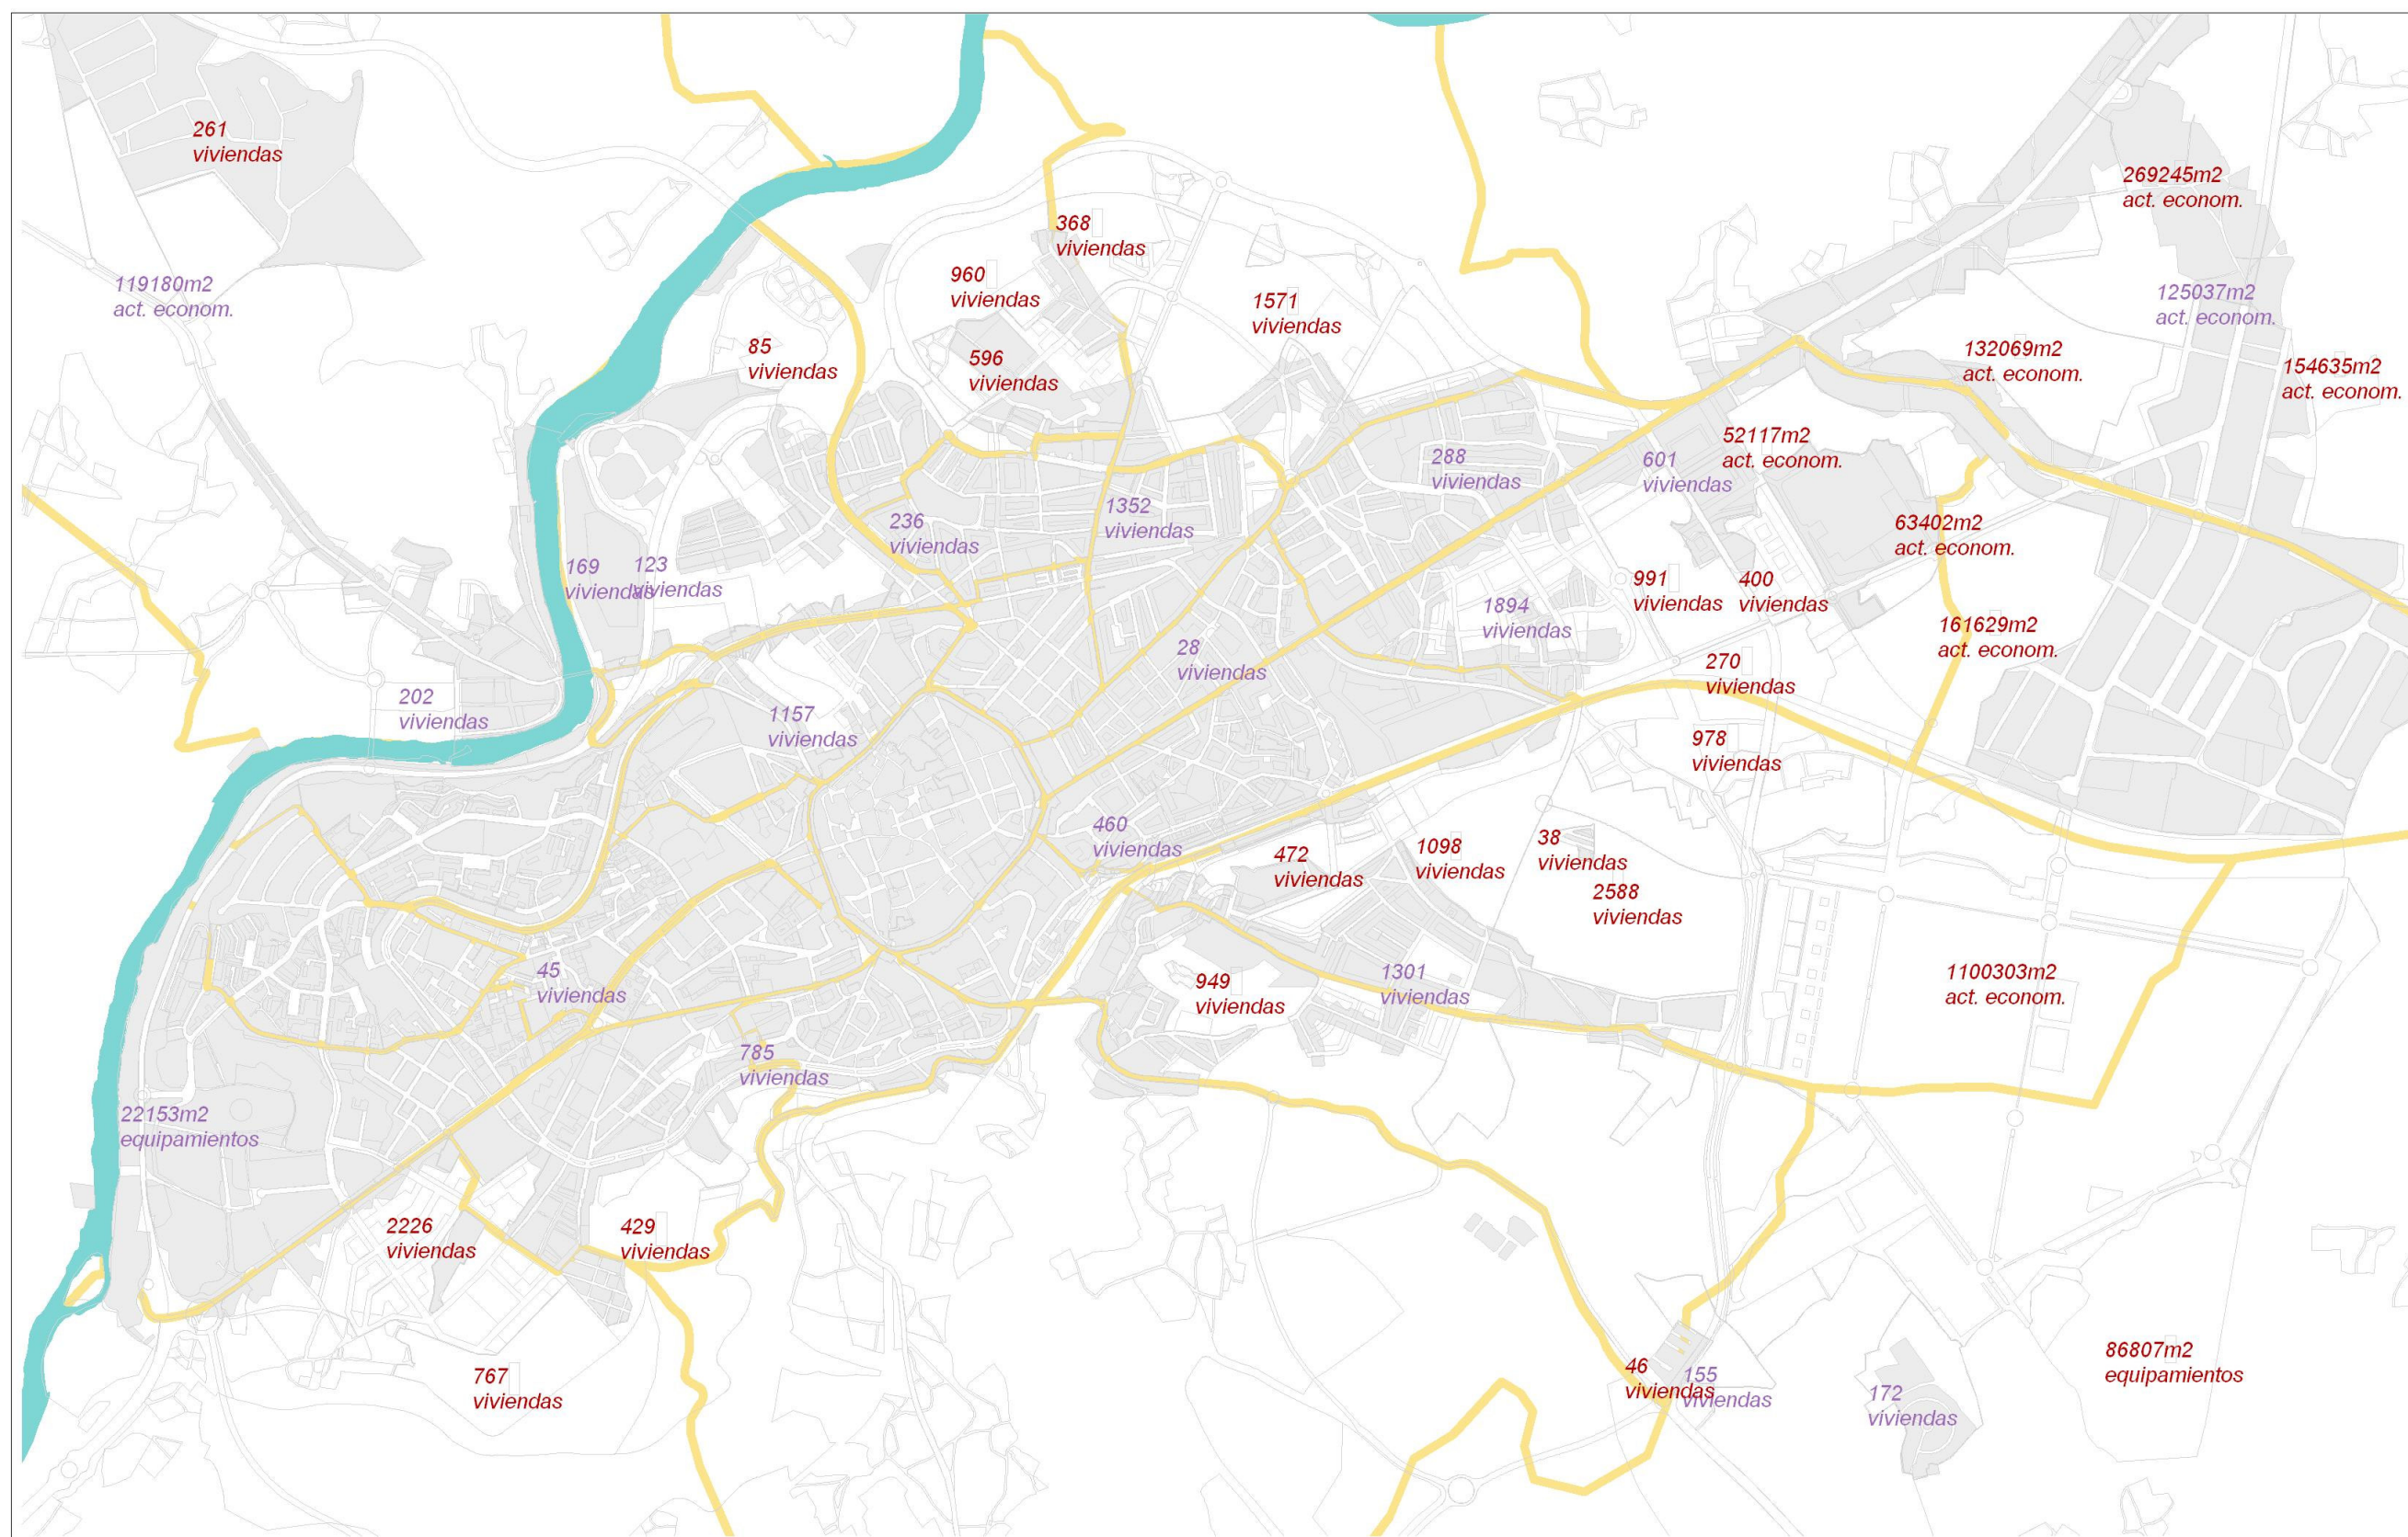 261
viviendas
269245m2
act. econom.
368
viviendas
960
viviendas
119180m2
act. econom.
125037m2
act. econom.
1571
viviendas
85
viviendas
596
viviendas
132069m2
act. econom.
154635m2
act. econom.
52117m2
act. econom.
288
viviendas
601
viviendas
1352
viviendas
236
viviendas
63402m2
act. econom.
169
viviendas
123
viviendas
991
viviendas
400
viviendas
1894
viviendas
161629m2
act. econom.
28
viviendas
270
viviendas
202
viviendas
1157
viviendas
978
viviendas
460
viviendas
472
viviendas
1098
viviendas
38
viviendas
2588
viviendas
45
viviendas
949
viviendas
1301
viviendas
1100303m2
act. econom.
785
viviendas
22153m2
equipamientos
2226
viviendas
429
viviendas
767
viviendas
46
viviendas
155
viviendas
172
viviendas
86807m2
equipamientos